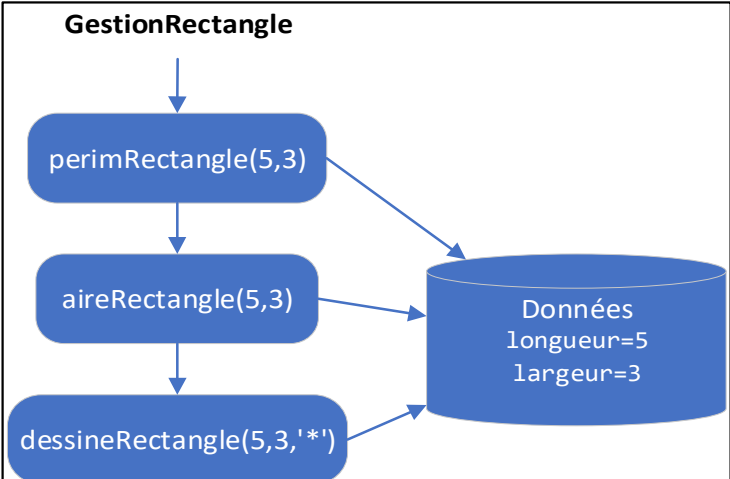 GestionRectangle
perimRectangle(5,3)
aireRectangle(5,3)
Données
longueur=5
largeur=3
dessineRectangle(5,3,'*')